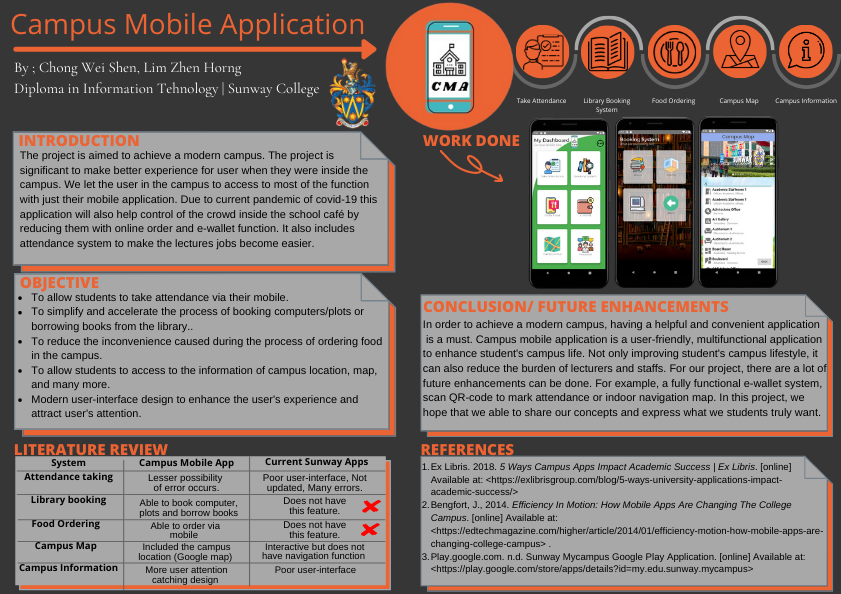 Campus Mobile Application
By ; Chong Wei Shen, Lim Zhen Horng
Diploma in Information Tehnology | Sunway College
CMA
Take Attendance
Library Booking
System
Food Ordering
Campus Map
Campus Information
INTRODUCTION
The project is aimed to achieve a modern campus. The project is
significant to make better experience for user when they were inside the
campus. We let the user in the campus to access to most of the function
with just their mobile application. Due to current pandemic of covid-19 this
application will also help control of the crowd inside the school café by
reducing them with online order and e-wallet function. It also includes
attendance system to make the lectures jobs become easier.
OBJECTIVE
• To allow students to take attendance via their mobile.
• To simplify and accelerate the process of booking computers/plots or
borrowing books from the library..
• To reduce the inconvenience caused during the process of ordering food
in the campus.
• To allow students to access to the information of campus location, map,
and many more.
• Modern user-interface design to enhance the user's experience and
attract user's attention.
LITERATURE REVIEW
System Campus Mobile App Current Sunway Apps
Attendance taking Lesser possibility of error occurs. Poor user-interface, Not updated, Many errors.
Library booking Able to book computer, plots and borrow books Does not have this feature.
Food Ordering Able to order via mobile Does not have this feature.
Campus Map Included the campus location (Google map) Interactive but does not have navigation function
Campus Information More user attention catching design Poor user-interface
WORK DONE
My Dashboard
Booking System
Campus Map
Academic Staffroom 1
Academic Staffroom 2
Admissions Office
Art Gallery
Auditorium 1
Auditorium 2
Board Room
Boulevard
CONCLUSION/ FUTURE ENHANCEMENTS
In order to achieve a modern campus, having a helpful and convenient application
is a must. Campus mobile application is a user-friendly, multifunctional application
to enhance student's campus life. Not only improving student's campus lifestyle, it
can also reduce the burden of lecturers and staffs. For our project, there are a lot of
future enhancements can be done. For example, a fully functional e-wallet system,
scan QR-code to mark attendance or indoor navigation map. In this project, we
hope that we able to share our concepts and express what we students truly want.
REFERENCES
1. Ex Libris. 2018. 5 Ways Campus Apps Impact Academic Success | Ex Libris. [online]
Available at: <https://exlibrisgroup.com/blog/5-ways-university-applications-impact-
academic-success/>
2. Bengfort, J., 2014. Efficiency In Motion: How Mobile Apps Are Changing The College
Campus. [online] Available at:
<https://edtechmagazine.com/higher/article/2014/01/efficiency-motion-how-mobile-apps-are-
changing-college-campus> .
3. Play.google.com. n.d. Sunway Mycampus Google Play Application. [online] Available at:
<https://play.google.com/store/apps/details?id=my.edu.sunway.mycampus>